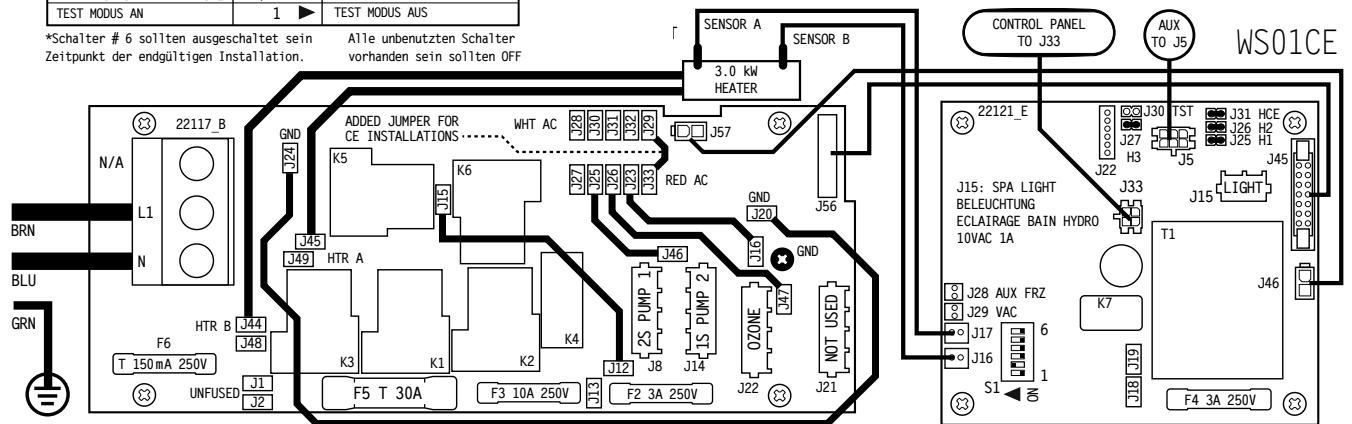 TEST MODUS AN 1 ► TEST MODUS AUS
*Schalter # 6 sollten ausgeschaltet sein
Zeitpunkt der endgültigen Installation.
Alle unbenutzten Schalter
vorhanden sein sollten OFF
SENSOR A
SENSOR B
3.0 kW
HEATER
CONTROL PANEL
TO J33
AUX
TO J5
WS01CE
22117_B
N/A
L1
N
BRN
BLU
GRN
GND
J24
ADDED JUMPER FOR
CE INSTALLATIONS
WHT AC
J28
J30
J31
J32
J29
J57
K5
K6
J15
J27
J25
J26
J23
J33
RED AC
J56
GND
J20
J16
GND
J45
J49
HTR A
J46
J47
HTR B
J44
J48
K3
K1
K2
K4
2S PUMP 1
J8
1S PUMP 2
J14
OZONE
J22
NOT USED
J21
F6
T 150mA 250V
UNFUSED
J1
J2
F5 T 30A
F3 10A 250V
J12
J13
F2 3A 250V
22121_E
J22
J30 TST
J27
H3
J5
J31 HCE
J26 H2
J25 H1
J45
J15
LIGHT
J15: SPA LIGHT
BELEUCHTUNG
ECLAIRAGE BAIN HYDRO
10VAC 1A
J33
T1
J46
J28 AUX FRZ
J29 VAC
K7
J17
J16
6
1
S1
ON
J19
J18
F4 3A 250V